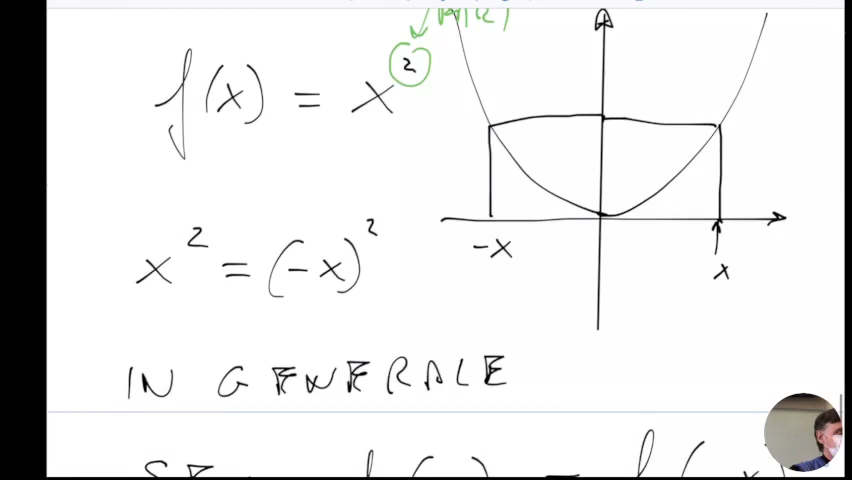 f(x) = x²
x² = (-x)²
-x
x
IN GENERALE